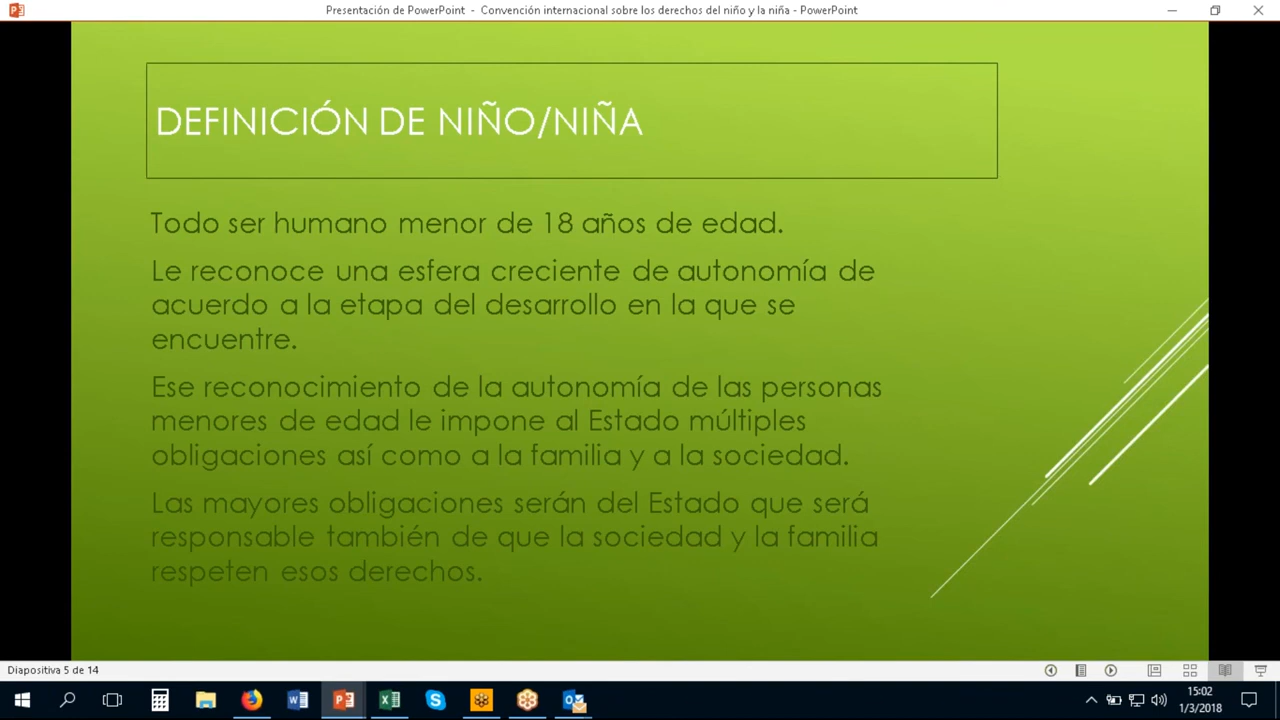 Presentación de PowerPoint - Convención internacional sobre los derechos del niño y la niña - PowerPoint
DEFINICIÓN DE NIÑO/NIÑA
Todo ser humano menor de 18 años de edad.
Le reconoce una esfera creciente de autonomía de
acuerdo a la etapa del desarrollo en la que se
encuentre.
Ese reconocimiento de la autonomía de las personas
menores de edad le impone al Estado múltiples
obligaciones así como a la familia y a la sociedad.
Las mayores obligaciones serán del Estado que será
responsable también de que la sociedad y la familia
respeten esos derechos.
Diapositiva 5 de 14
15:02
1/3/2018